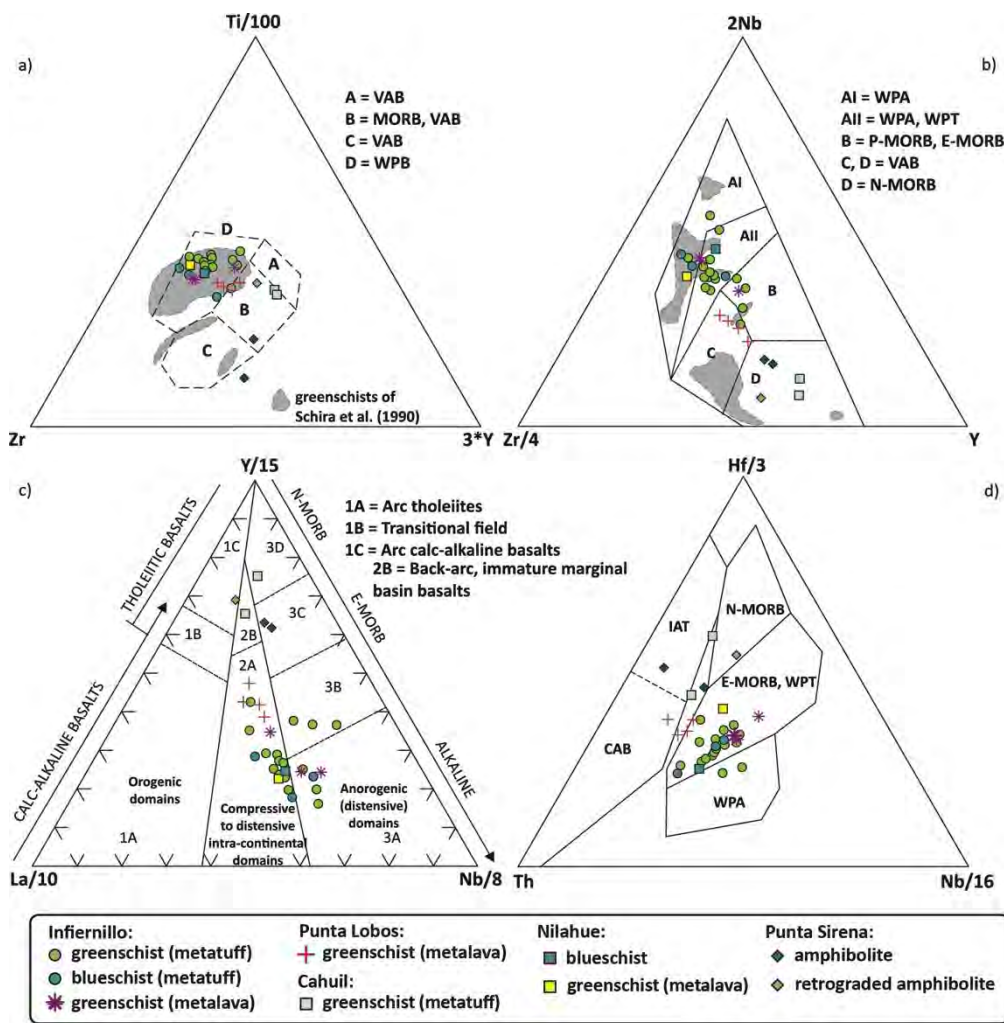 a)
Ti/100
A = VAB
B = MORB, VAB
C = VAB
D = WPB
D
A
B
C
greenschists of
Schira et al. (1990)
Zr
3*Y
b)
2Nb
AI = WPA
AII = WPA, WPT
B = P-MORB, E-MORB
C, D = VAB
D = N-MORB
AI
AII
B
C
D
Zr/4
Y
c)
Y/15
THOLEIITIC BASALTS
CALC-ALKALINE BASALTS
N-MORB
E-MORB
ALKALINE
1A = Arc tholeiites
1B = Transitional field
1C = Arc calc-alkaline basalts
2B = Back-arc, immature marginal
basin basalts
1C
3D
3C
1B
2B
2A
3B
Orogenic
domains
Compressive
to distensive
intra-continental
domains
Anorogenic
(distensive)
domains
1A
3A
La/10
Nb/8
d)
Hf/3
IAT
N-MORB
E-MORB, WPT
CAB
WPA
Th
Nb/16
Infiernillo:
greenschist (metatuff)
blueschist (metatuff)
greenschist (metalava)
Punta Lobos:
greenschist (metalava)
Cahuil:
greenschist (metatuff)
Nilahue:
blueschist
greenschist (metalava)
Punta Sirena:
amphibolite
retrograded amphibolite